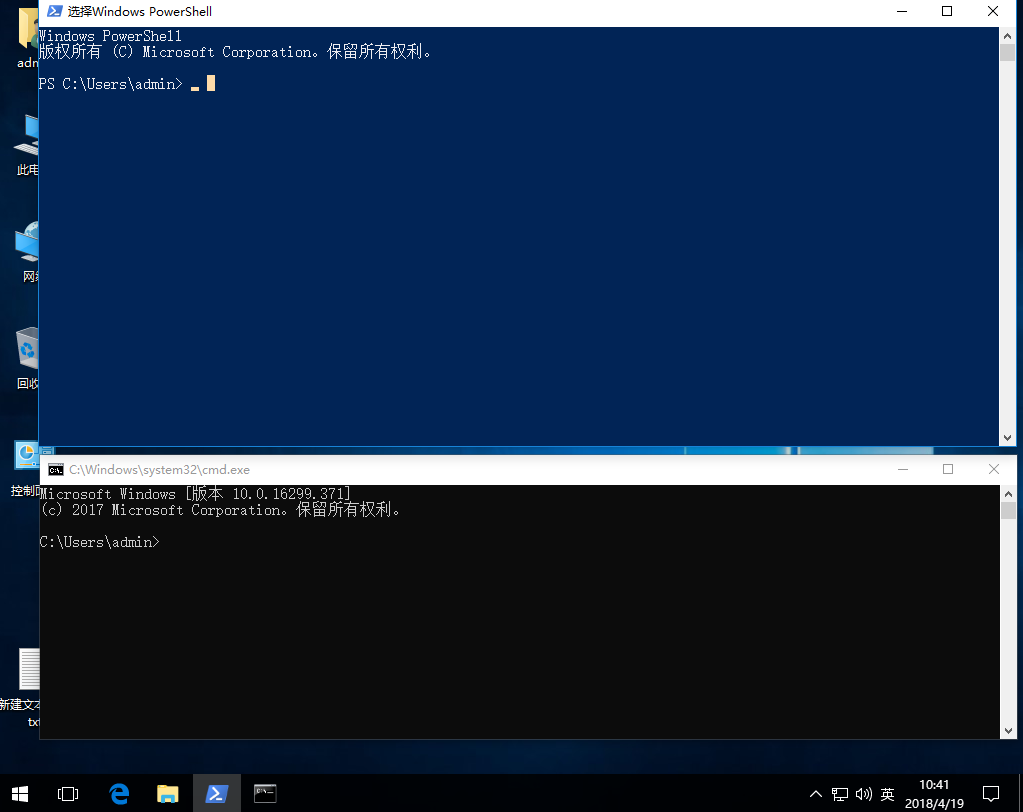 选择Windows PowerShell
Windows PowerShell
版权所有 (C) Microsoft Corporation。保留所有权利。
PS C:\Users\admin> _
adm
此电
网络
回收
控制面
C:\Windows\system32\cmd.exe
Microsoft Windows [版本 10.0.16299.371]
(c) 2017 Microsoft Corporation。保留所有权利。
C:\Users\admin>
新建文本
txt
英
10:41
2018/4/19